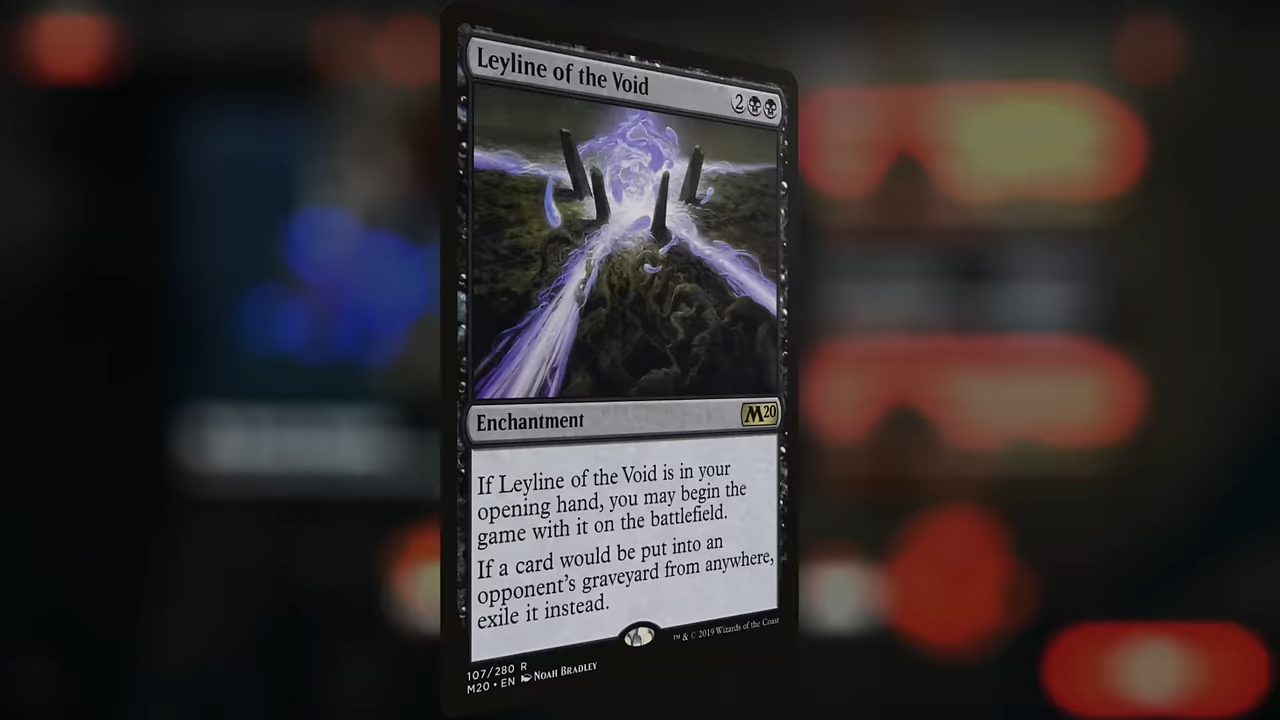 Leyline of the Void
2
Enchantment
M20
If Leyline of the Void is in your
opening hand, you may begin the
game with it on the battlefield.
If a card would be put into an
opponent's graveyard from anywhere,
exile it instead.
™ & © 2019 Wizards of the Coast
107/280 R
M20 • EN NOAH BRADLEY